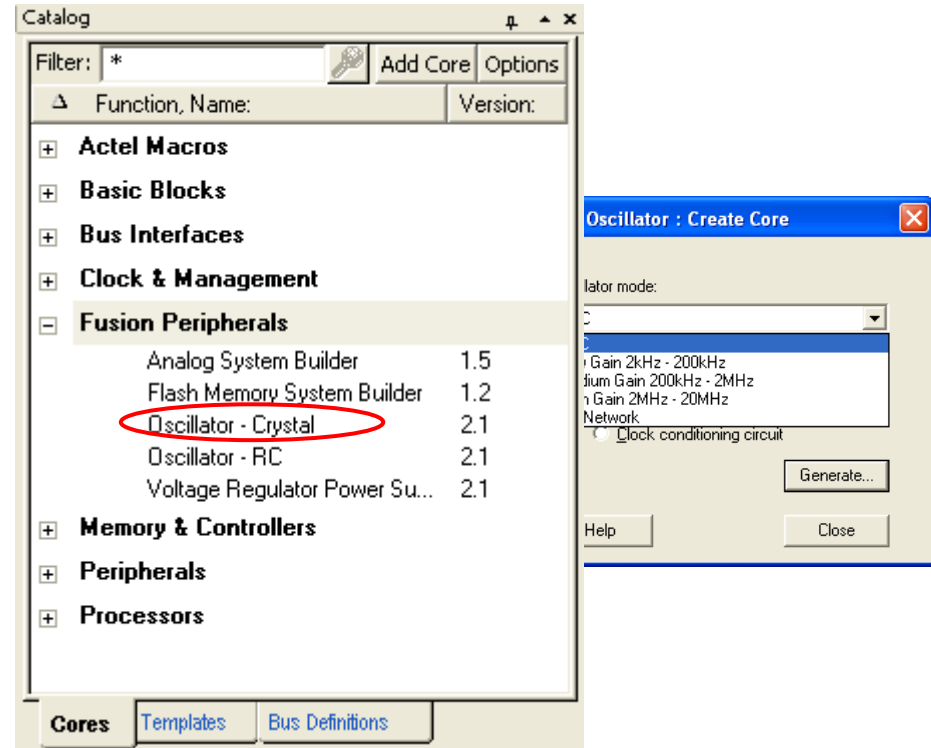 Catalog
Filter: * Add Core Options
Function, Name: Version:
Actel Macros
Basic Blocks
Bus Interfaces
Clock & Management
Fusion Peripherals
Analog System Builder 1.5
Flash Memory System Builder 1.2
Oscillator - Crystal 2.1
Oscillator - RC 2.1
Voltage Regulator Power Su... 2.1
Memory & Controllers
Peripherals
Processors
Cores Templates Bus Definitions
Oscillator : Create Core
mode:
Gain 2kHz - 200kHz
Gain 200kHz - 2MHz
Gain 2MHz - 20MHz
Network
Clock conditioning circuit
Generate...
Help Close